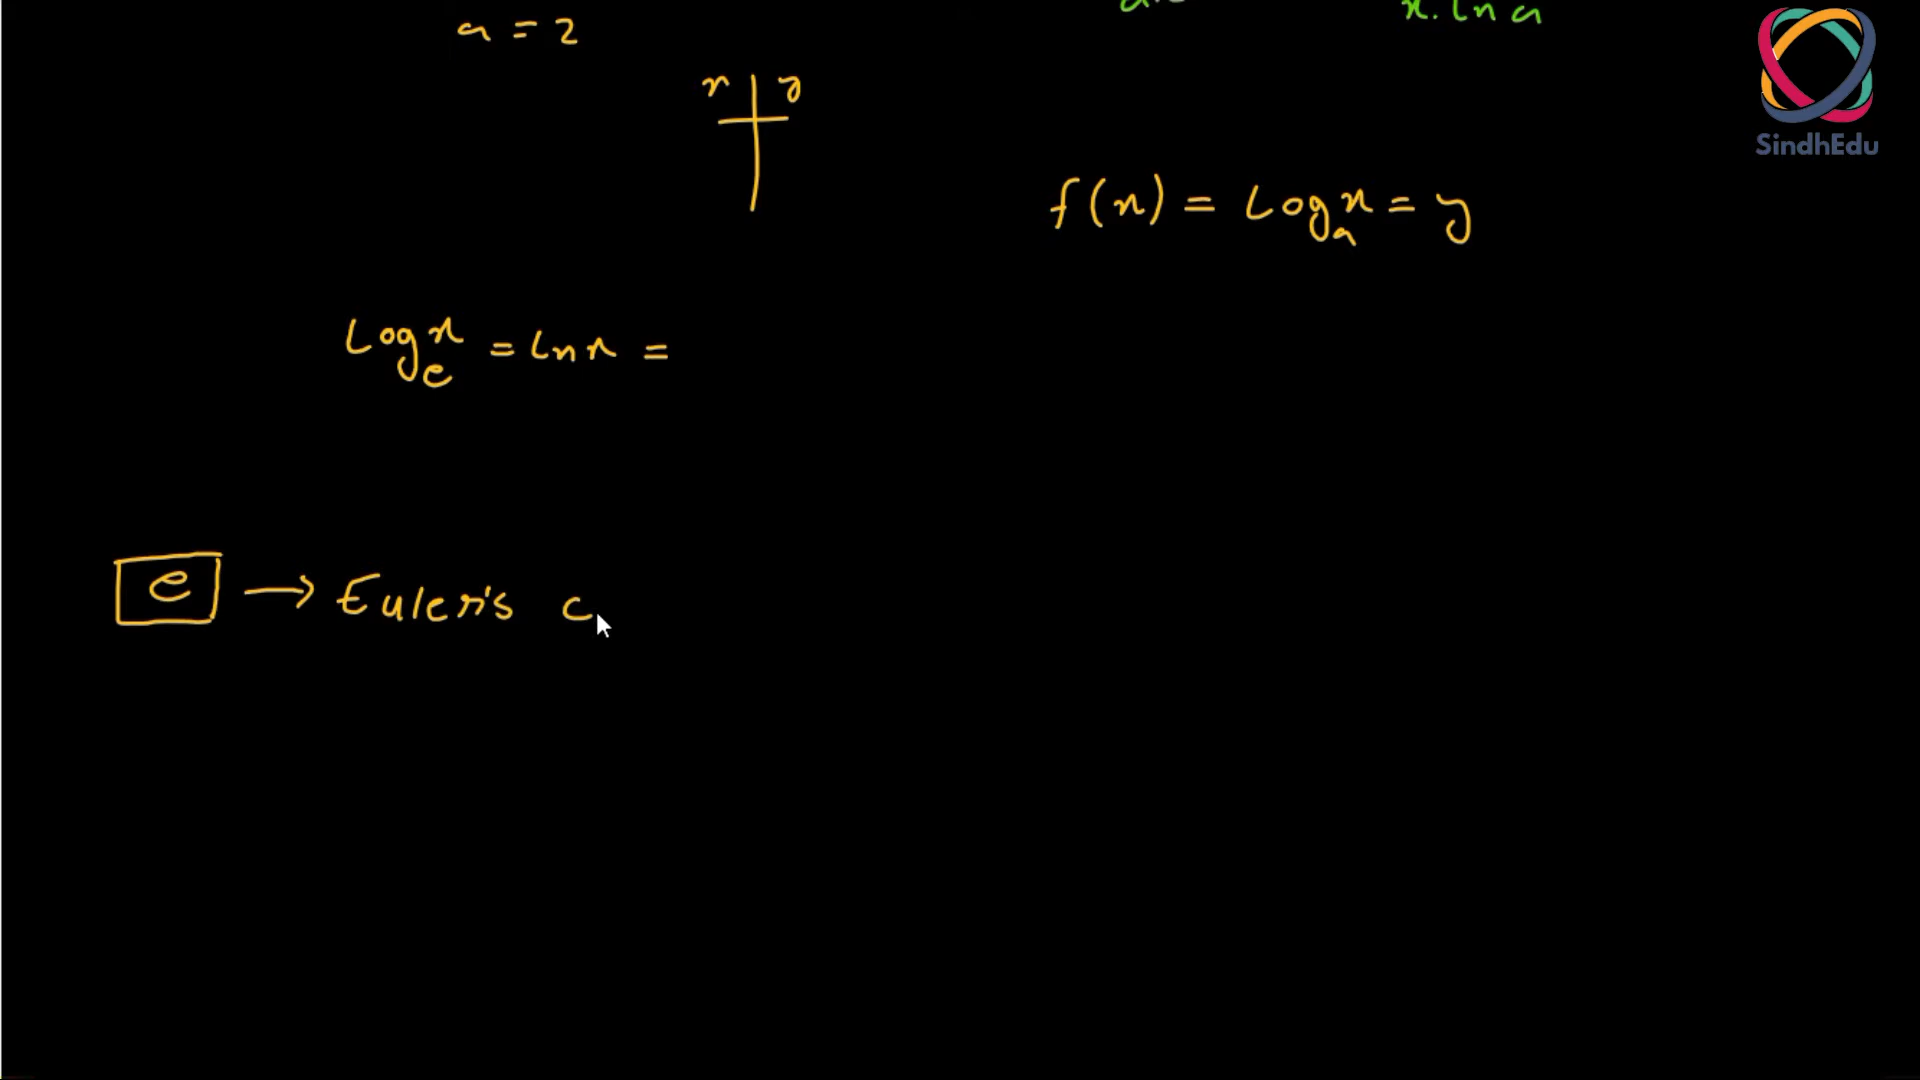 a = 2
x. ln a
x y
SindhEdu
f(x) = Log_a x = y
Log_e x = ln x =
e → Euler's c